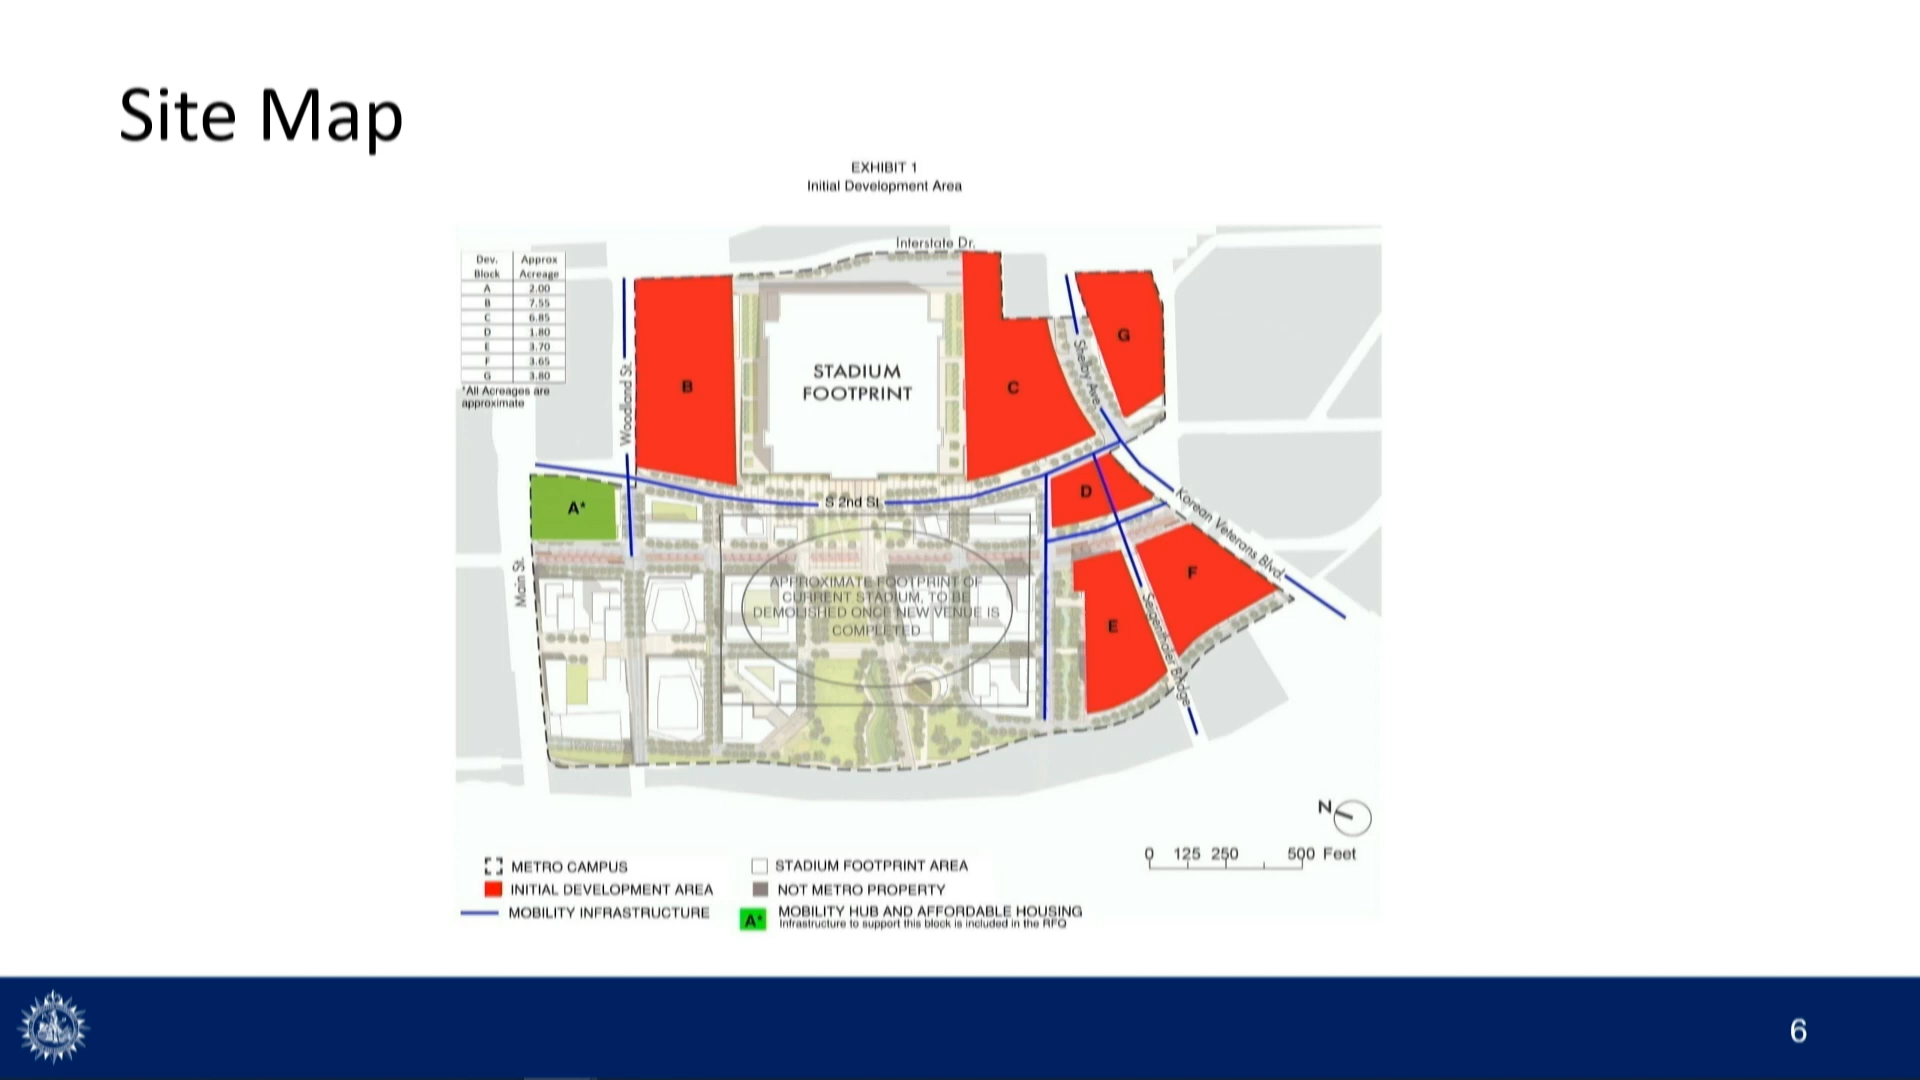 Site Map
EXHIBIT 1
Initial Development Area
Interstate Dr.
Dev. Block Approx Acreage
A 2.00
B 7.55
C 6.85
D 1.80
E 3.70
F 3.65
G 3.80
*All Acreages are
approximate
Woodland St.
B
STADIUM
FOOTPRINT
C
Shelby Ave.
G
A*
S 2nd St.
D
Korean Veterans Blvd.
Main St.
APPROXIMATE FOOTPRINT OF
CURRENT STADIUM, TO BE
DEMOLISHED ONCE NEW VENUE IS
COMPLETED
E
F
Seigenthaler Bridge
N
0 125 250 500 Feet
METRO CAMPUS
INITIAL DEVELOPMENT AREA
MOBILITY INFRASTRUCTURE
STADIUM FOOTPRINT AREA
NOT METRO PROPERTY
A* MOBILITY HUB AND AFFORDABLE HOUSING
Infrastructure to support this block is included in the RFQ
6